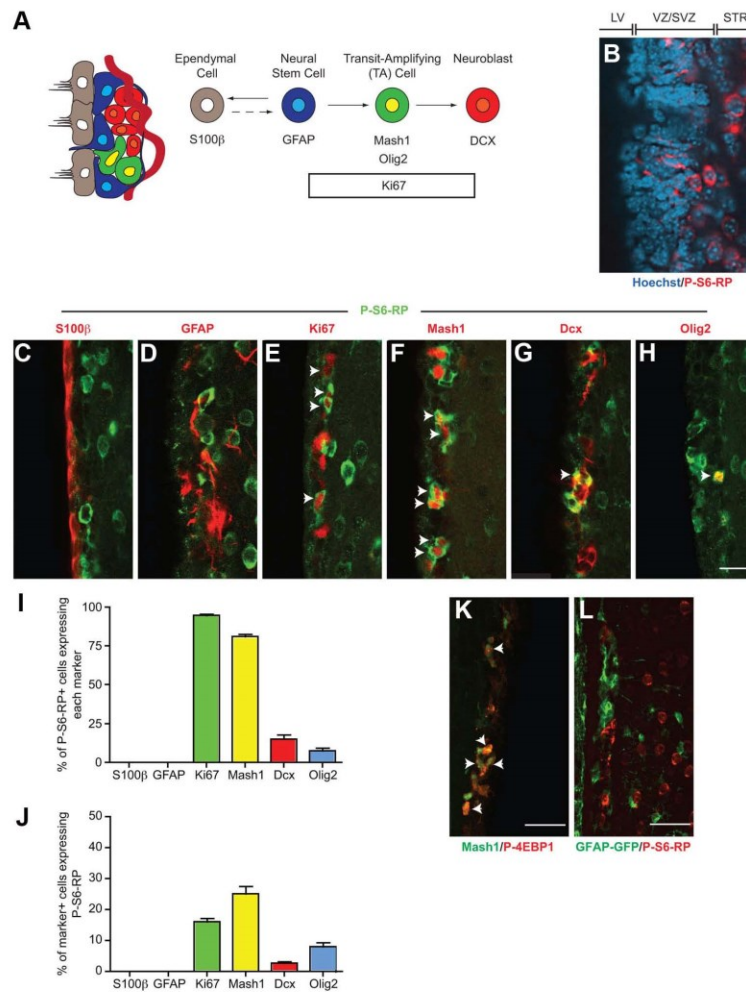 A
Ependymal
Cell
Neural
Stem Cell
Transit-Amplifying
(TA) Cell
Neuroblast
S100β
GFAP
Mash1
Olig2
DCX
Ki67
LV
VZ/SVZ
STR
B
Hoechst/P-S6-RP
P-S6-RP
S100β
GFAP
Ki67
Mash1
Dcx
Olig2
C
D
E
F
G
H
I
% of P-S6-RP+ cells expressing
each marker
100
75
50
25
0
S100β GFAP Ki67 Mash1 Dcx Olig2
J
% of marker+ cells expressing
P-S6-RP
50
40
30
20
10
0
S100β GFAP Ki67 Mash1 Dcx Olig2
K
Mash1/P-4EBP1
L
GFAP-GFP/P-S6-RP